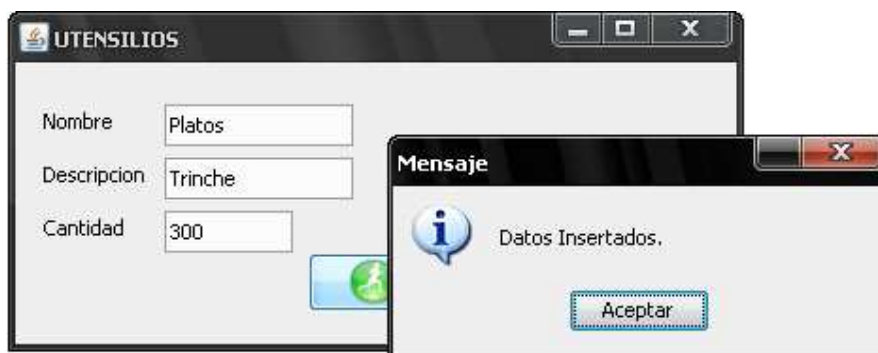 UTENSILIOS
Nombre Platos
Descripcion Trinche
Cantidad 300
Mensaje
Datos Insertados.
Aceptar